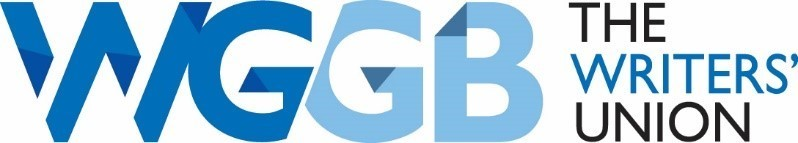 WGGB
THE
WRITERS'
UNION